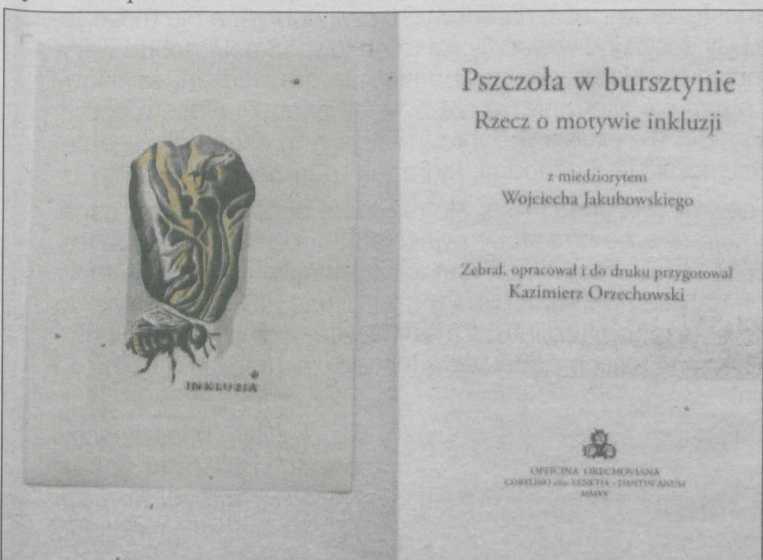 INKLUZJA
Pszczoła w bursztynie
Rzecz o motywie inkluzji
z miedziorytem
Wojciecha Jakubowskiego
Zebrał, opracował i do druku przygotował
Kazimierz Orzechowski
OFFICINA ORECHOVIANA
VENETIA
MMXV